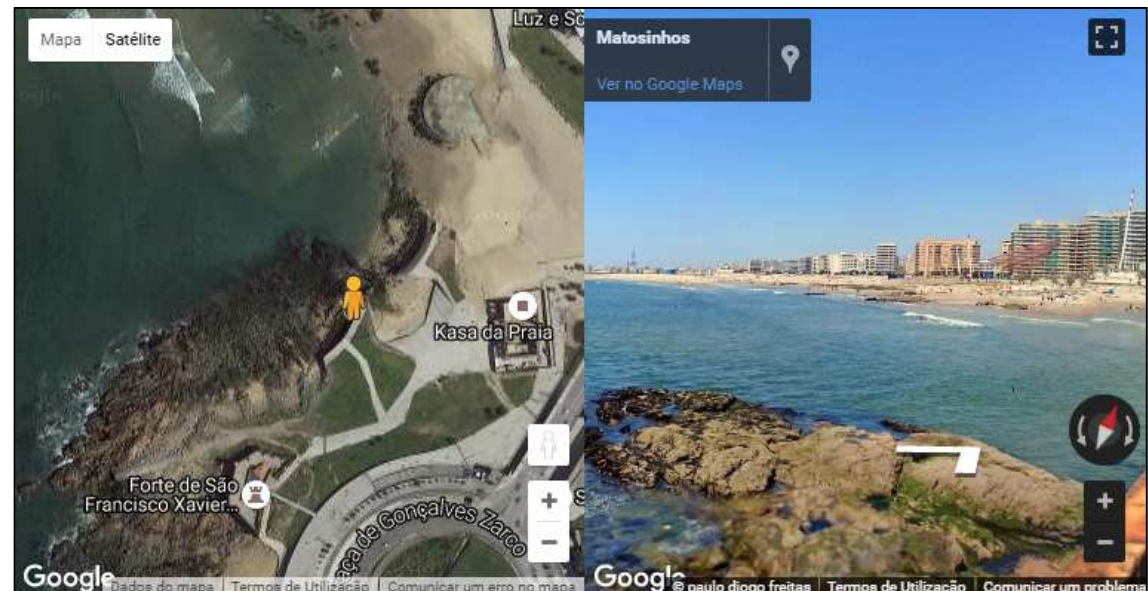 Mapa
Satélite
Luz e So
Kasa da Praia
Forte de São
Francisco Xavier...
aça de Gonçalves Zarco
S
+
−
Google
Dados do mapa
Termos de Utilização
Comunicar um erro no mapa
Matosinhos
Ver no Google Maps
+
−
Google
© paulo diogo freitas
Termos de Utilização
Comunicar um problema